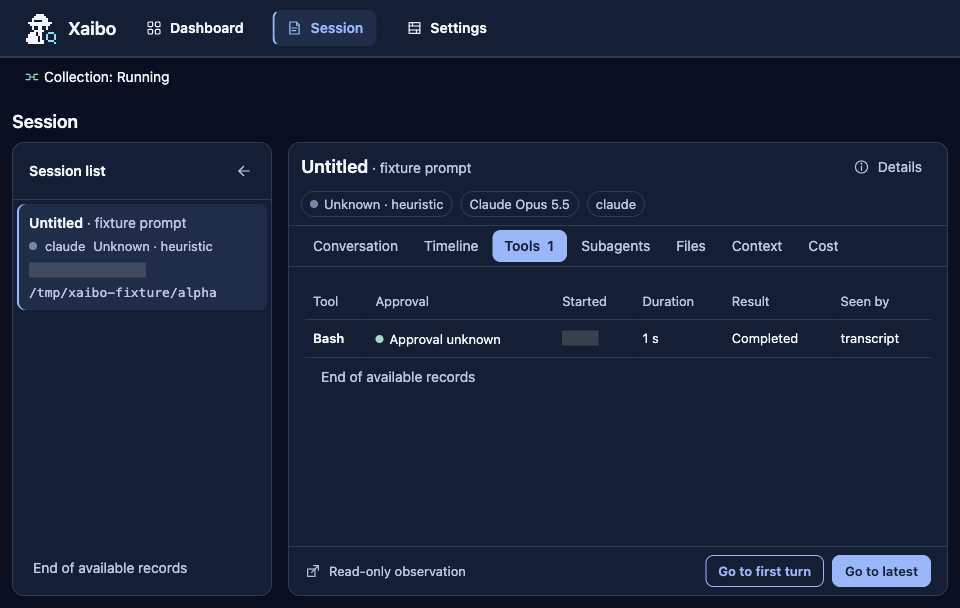 Xaibo Dashboard Session Settings
Collection: Running
Session
Session list
Untitled · fixture prompt
claude Unknown · heuristic
/tmp/xaibo-fixture/alpha
End of available records
Untitled · fixture prompt
Details
Unknown · heuristic Claude Opus 5.5 claude
Conversation Timeline Tools 1 Subagents Files Context Cost
Tool Approval Started Duration Result Seen by
Bash Approval unknown 1 s Completed transcript
End of available records
Read-only observation
Go to first turn Go to latest